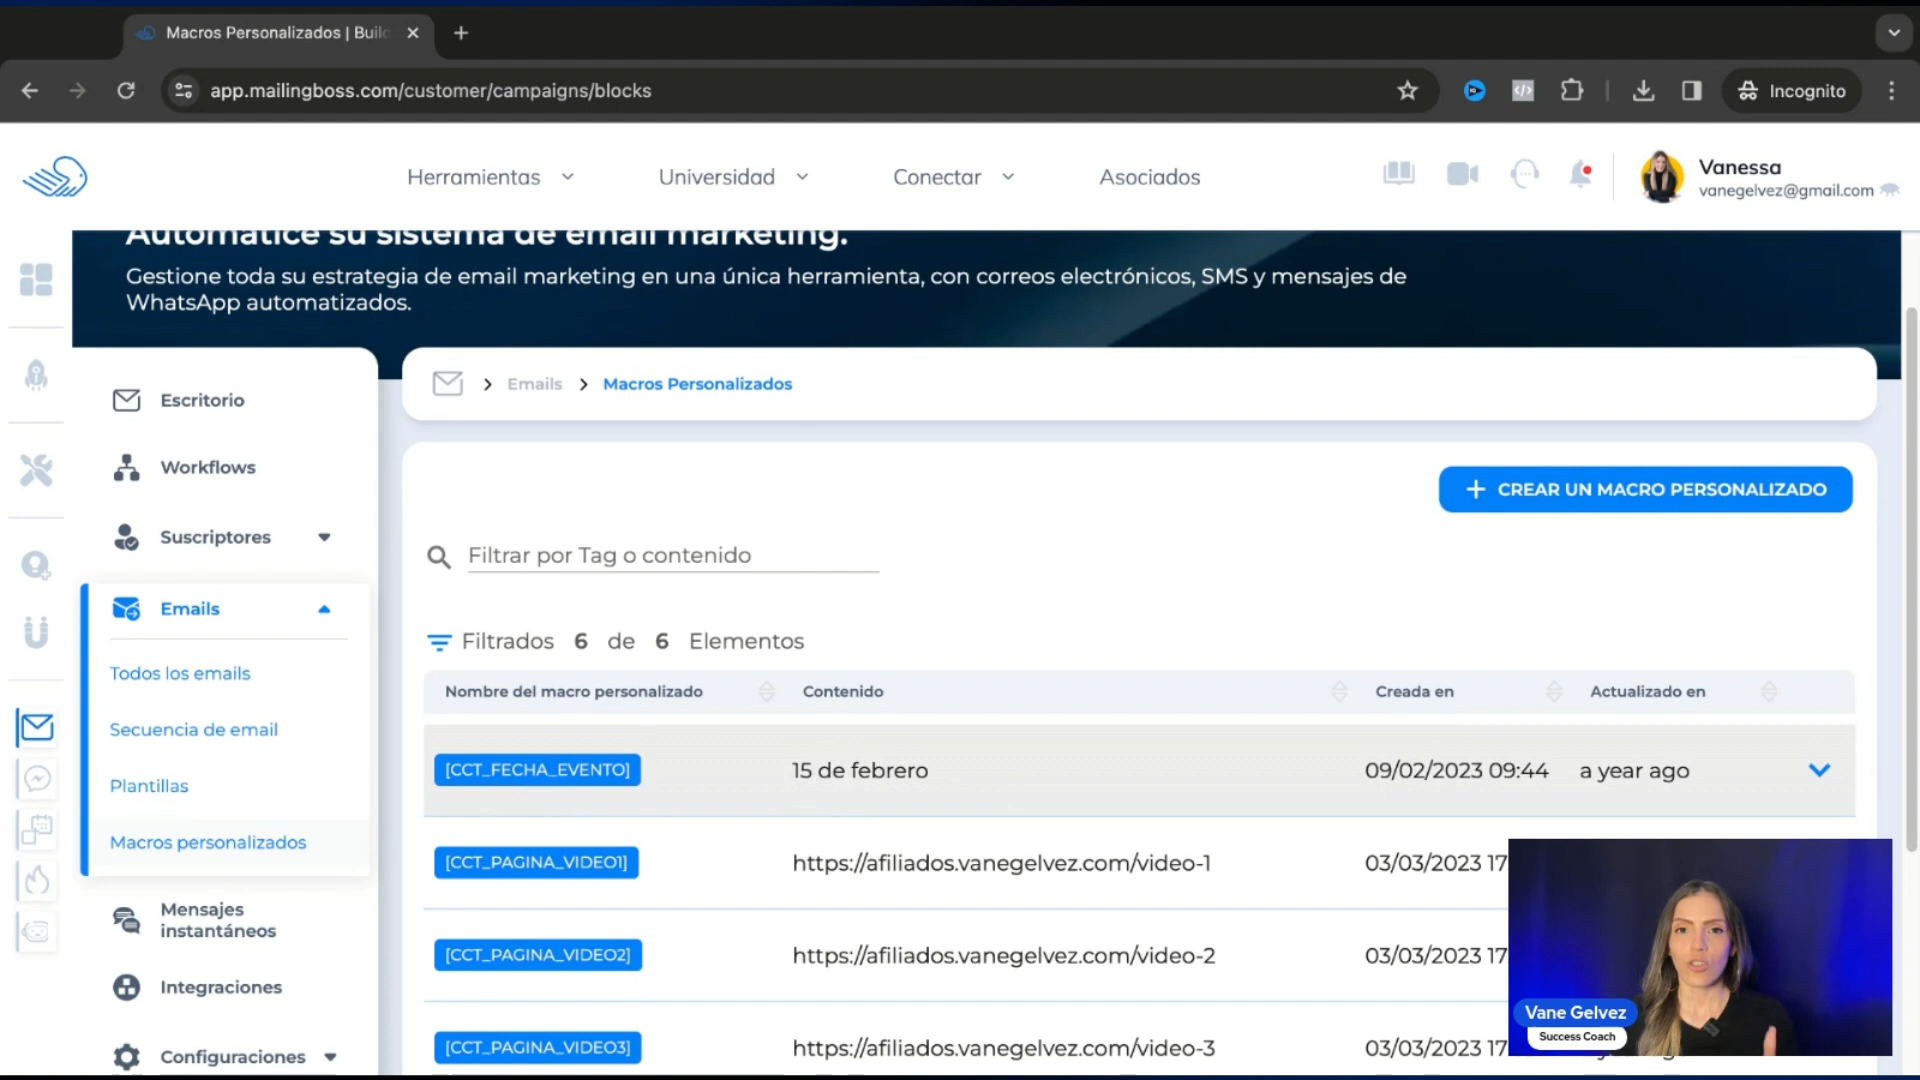 Macros Personalizados | Build
app.mailingboss.com/customer/campaigns/blocks
Incognito
Herramientas
Universidad
Conectar
Asociados
Vanessa
vanegelvez@gmail.com
Automatice su sistema de email marketing.
Gestione toda su estrategia de email marketing en una única herramienta, con correos electrónicos, SMS y mensajes de
WhatsApp automatizados.
Escritorio
Workflows
Suscriptores
Emails
Todos los emails
Secuencia de email
Plantillas
Macros personalizados
Mensajes
instantáneos
Integraciones
Configuraciones
Emails
Macros Personalizados
+ CREAR UN MACRO PERSONALIZADO
Filtrar por Tag o contenido
Filtrados 6 de 6 Elementos
Nombre del macro personalizado Contenido Creada en Actualizado en
[CCT_FECHA_EVENTO] 15 de febrero 09/02/2023 09:44 a year ago
[CCT_PAGINA_VIDEO1] https://afiliados.vanegelvez.com/video-1 03/03/2023 17
[CCT_PAGINA_VIDEO2] https://afiliados.vanegelvez.com/video-2 03/03/2023 17
[CCT_PAGINA_VIDEO3] https://afiliados.vanegelvez.com/video-3 03/03/2023 17
Vane Gelvez
Success Coach